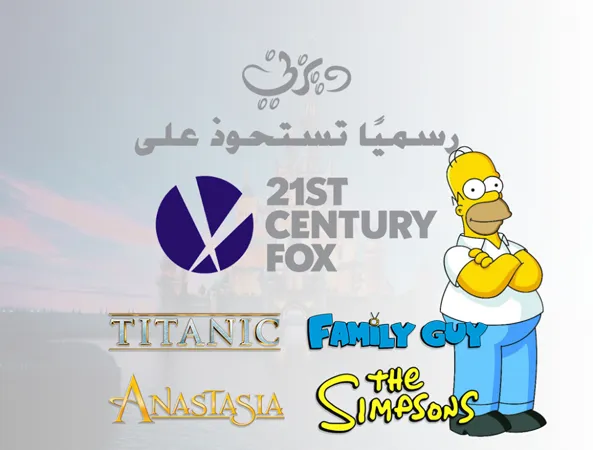 ديزني
رسميًا تستحوذ على
21ST
CENTURY
FOX
TITANIC
FAMILY GUY
ANASTASIA
THE
SIMPSONS